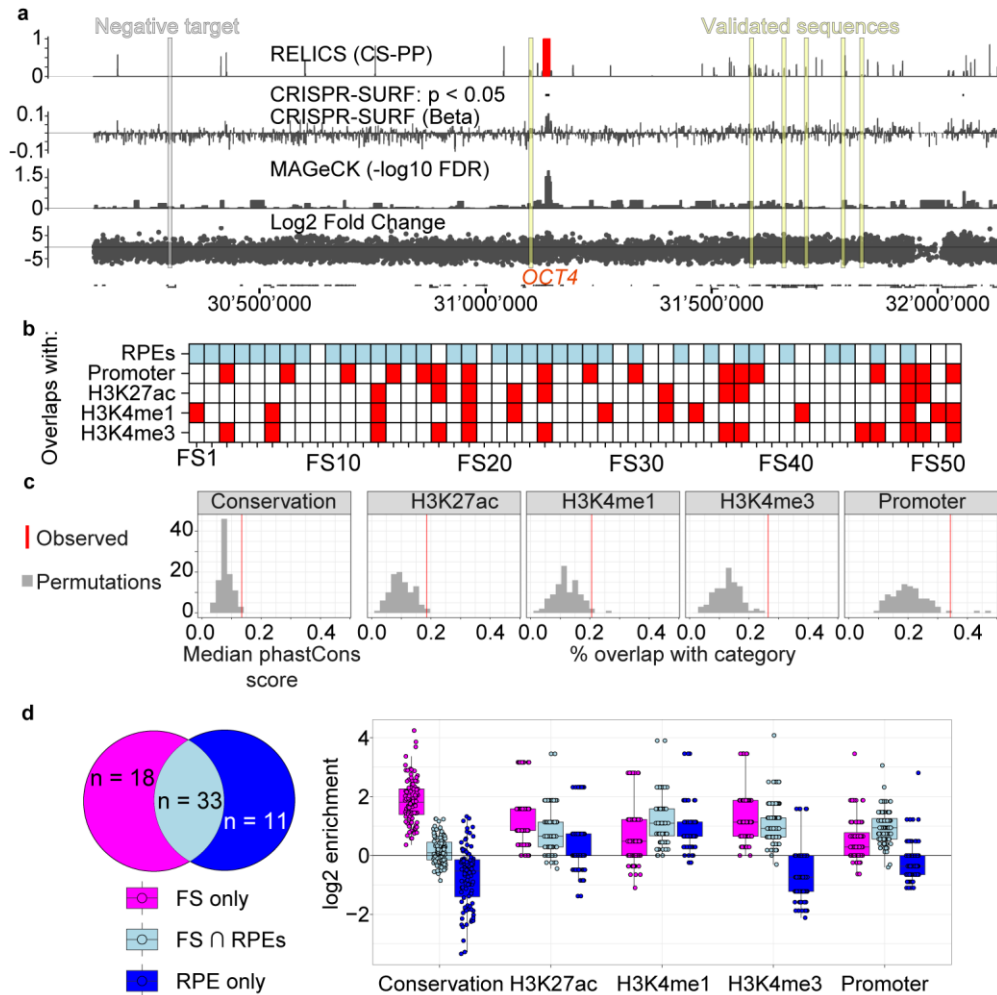 a
Negative target
Validated sequences
1
0
RELICS (CS-PP)
CRISPR-SURF: p < 0.05
CRISPR-SURF (Beta)
0.1
-0.1
MAGeCK (-log10 FDR)
1.5
0
Log2 Fold Change
5
-5
OCT4
30'500'000 31'000'000 31'500'000 32'000'000
b
Overlaps with:
RPEs
Promoter
H3K27ac
H3K4me1
H3K4me3
FS1 FS10 FS20 FS30 FS40 FS50
c
Observed
Permutations
Conservation H3K27ac H3K4me1 H3K4me3 Promoter
40
20
0
0.0 0.2 0.4 0.0 0.2 0.4 0.0 0.2 0.4 0.0 0.2 0.4 0.0 0.2 0.4
Median phastCons
score
% overlap with category
d
n = 18
n = 33
n = 11
FS only
FS ∩ RPEs
RPE only
log2 enrichment
4
2
0
−2
Conservation H3K27ac H3K4me1 H3K4me3 Promoter